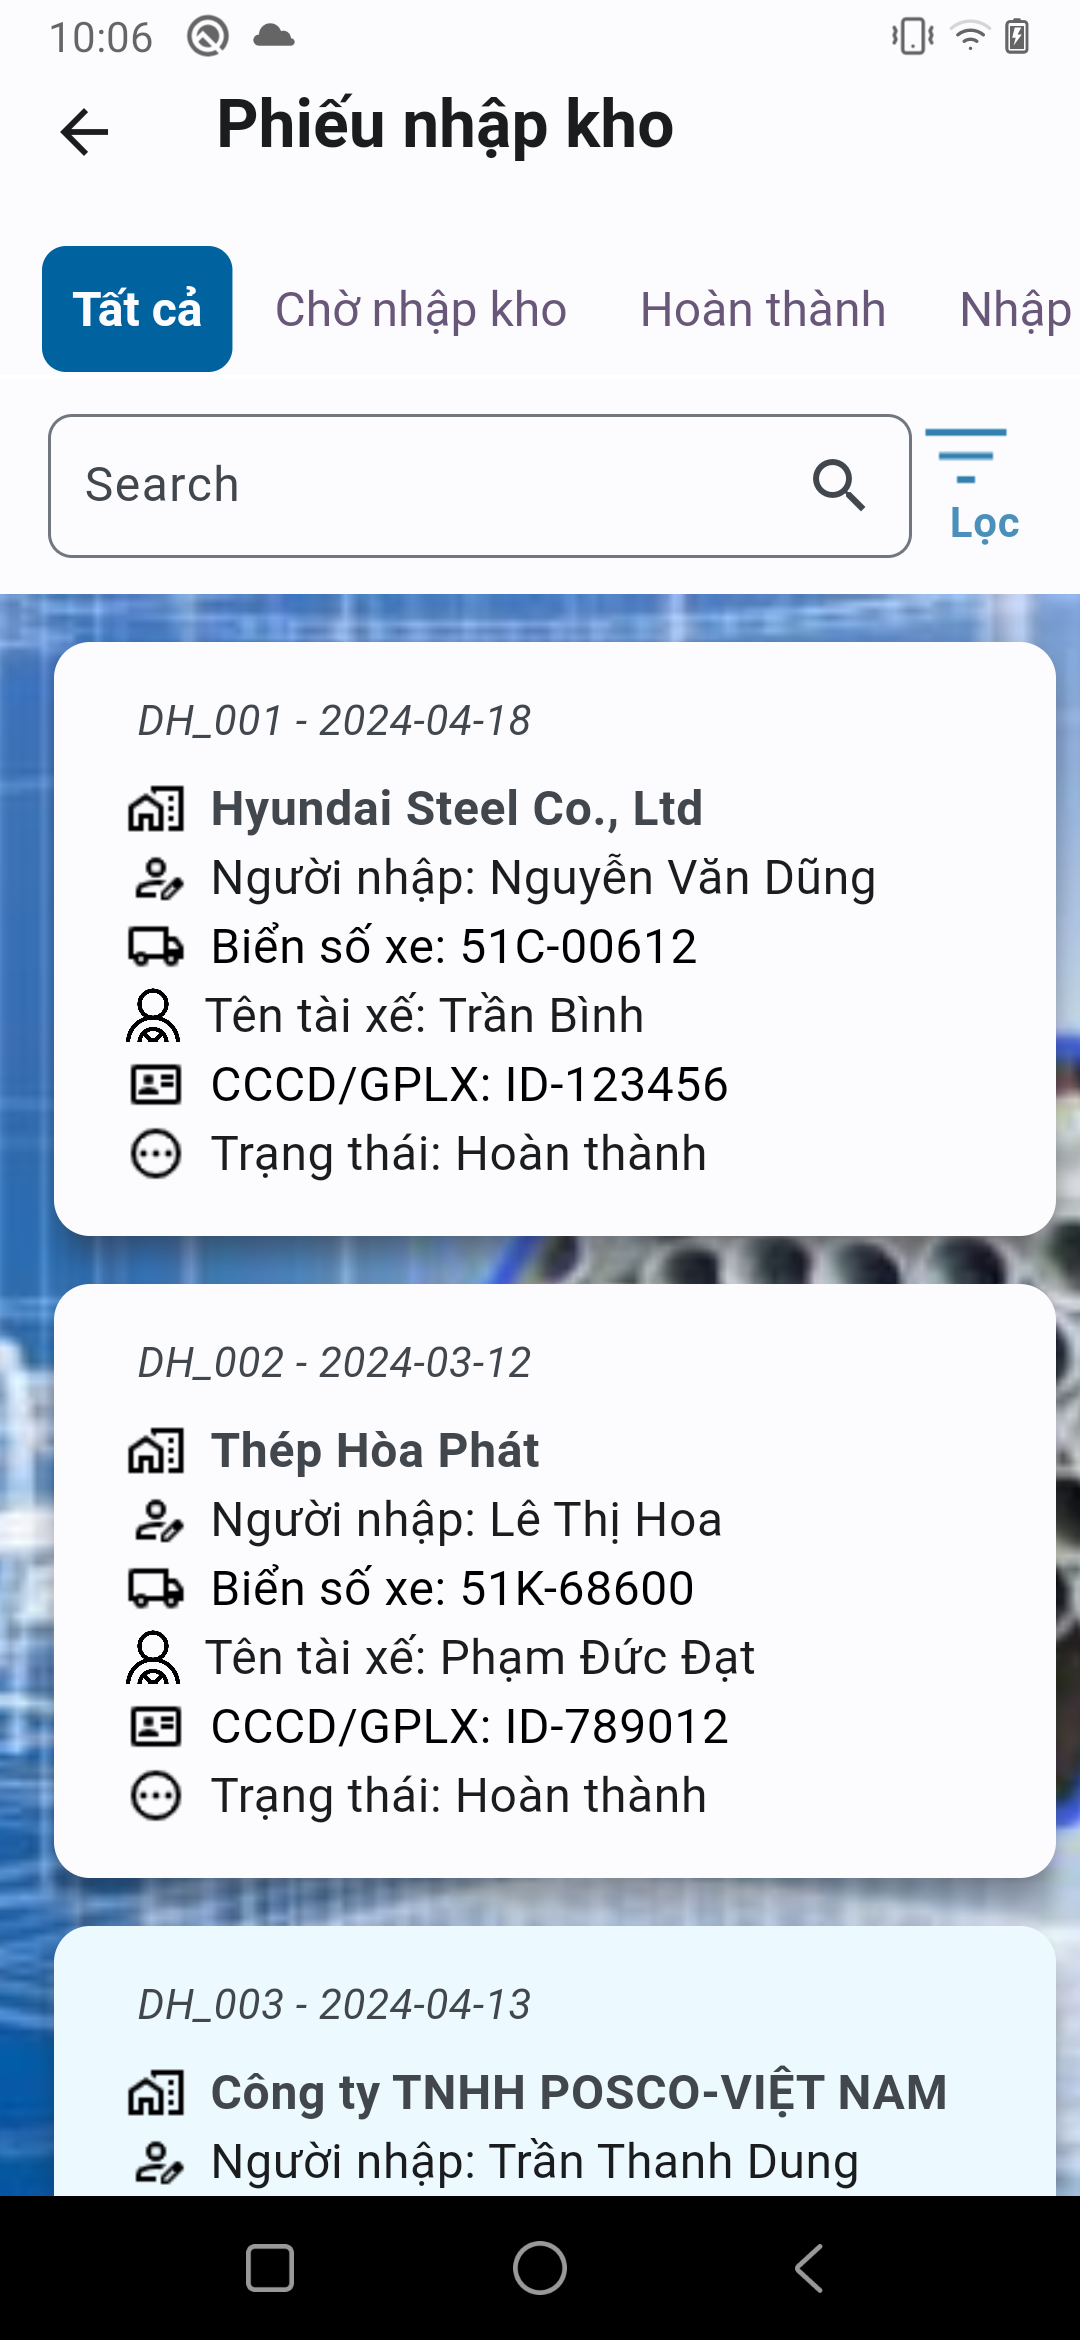 10:06
Phiếu nhập kho
Tất cả Chờ nhập kho Hoàn thành Nhập
Search
Lọc
DH_001 - 2024-04-18
Hyundai Steel Co., Ltd
Người nhập: Nguyễn Văn Dũng
Biển số xe: 51C-00612
Tên tài xế: Trần Bình
CCCD/GPLX: ID-123456
Trạng thái: Hoàn thành
DH_002 - 2024-03-12
Thép Hòa Phát
Người nhập: Lê Thị Hoa
Biển số xe: 51K-68600
Tên tài xế: Phạm Đức Đạt
CCCD/GPLX: ID-789012
Trạng thái: Hoàn thành
DH_003 - 2024-04-13
Công ty TNHH POSCO-VIỆT NAM
Người nhập: Trần Thanh Dung